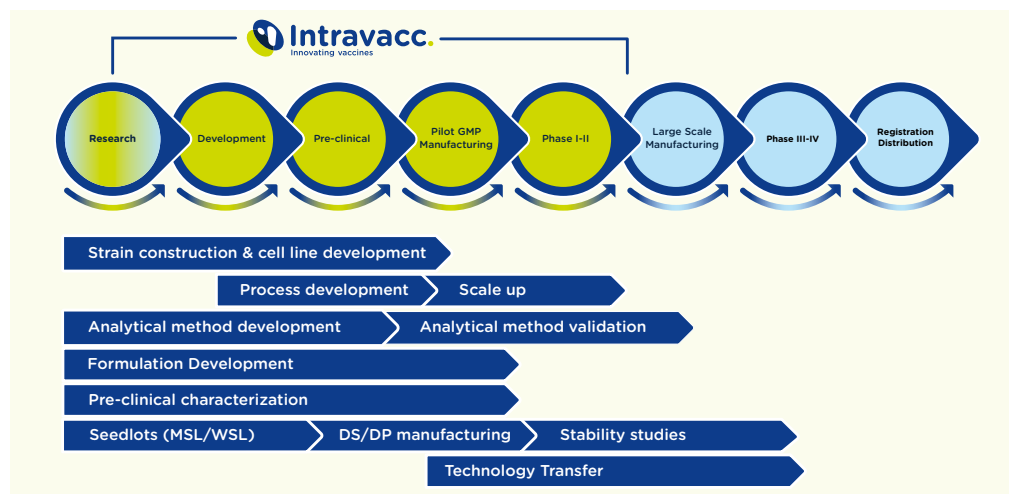 Intravacc.
Innovating vaccines
Research
Development
Pre-clinical
Pilot GMP
Manufacturing
Phase I-II
Large Scale
Manufacturing
Phase III-IV
Registration
Distribution
Strain construction & cell line development
Process development
Scale up
Analytical method development
Analytical method validation
Formulation Development
Pre-clinical characterization
Seedlots (MSL/WSL)
DS/DP manufacturing
Stability studies
Technology Transfer